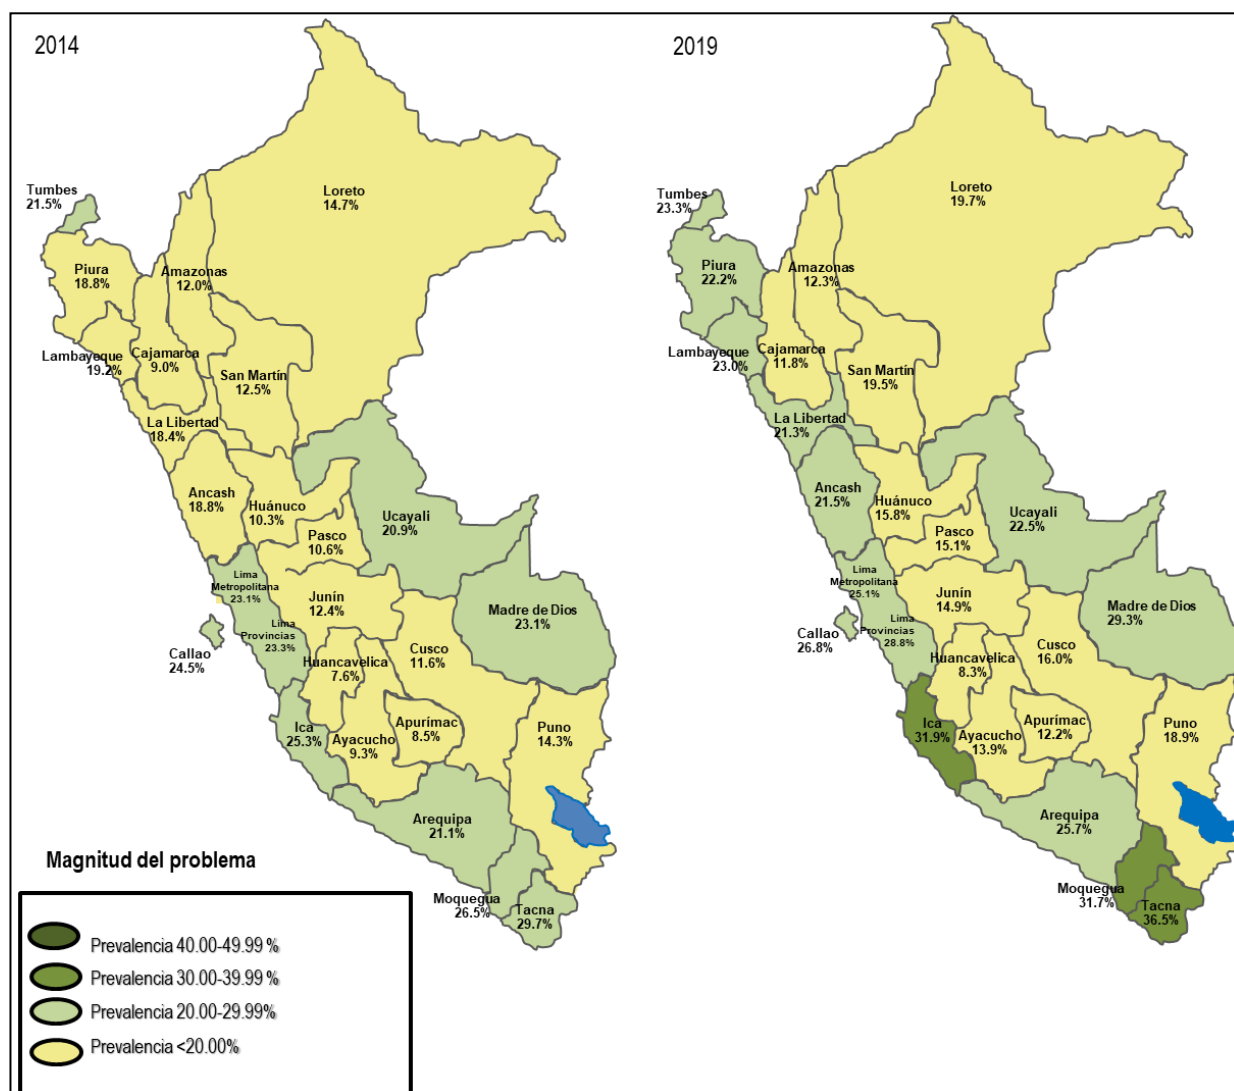 2014
Tumbes
21.5%
Loreto
14.7%
Piura
18.8%
Amazonas
12.0%
Lambayeque
19.2%
Cajamarca
9.0%
San Martín
12.5%
La Libertad
18.4%
Ancash
18.8%
Huánuco
10.3%
Ucayali
20.9%
Pasco
10.6%
Lima
Metropolitana
23.1%
Junín
12.4%
Madre de Dios
23.1%
Lima
Provincias
23.3%
Callao
24.5%
Huancavelica
7.6%
Cusco
11.6%
Ica
25.3%
Ayacucho
9.3%
Apurímac
8.5%
Puno
14.3%
Arequipa
21.1%
Moquegua
26.5%
Tacna
29.7%
2019
Tumbes
23.3%
Loreto
19.7%
Piura
22.2%
Amazonas
12.3%
Lambayeque
23.0%
Cajamarca
11.8%
San Martín
19.5%
La Libertad
21.3%
Ancash
21.5%
Huánuco
15.8%
Ucayali
22.5%
Pasco
15.1%
Lima
Metropolitana
25.1%
Junín
14.9%
Madre de Dios
29.3%
Lima
Provincias
28.8%
Callao
26.8%
Huancavelica
8.3%
Cusco
16.0%
Ica
31.9%
Ayacucho
13.9%
Apurímac
12.2%
Puno
18.9%
Arequipa
25.7%
Moquegua
31.7%
Tacna
36.5%
Magnitud del problema
Prevalencia 40.00-49.99 %
Prevalencia 30.00-39.99 %
Prevalencia 20.00-29.99%
Prevalencia <20.00%